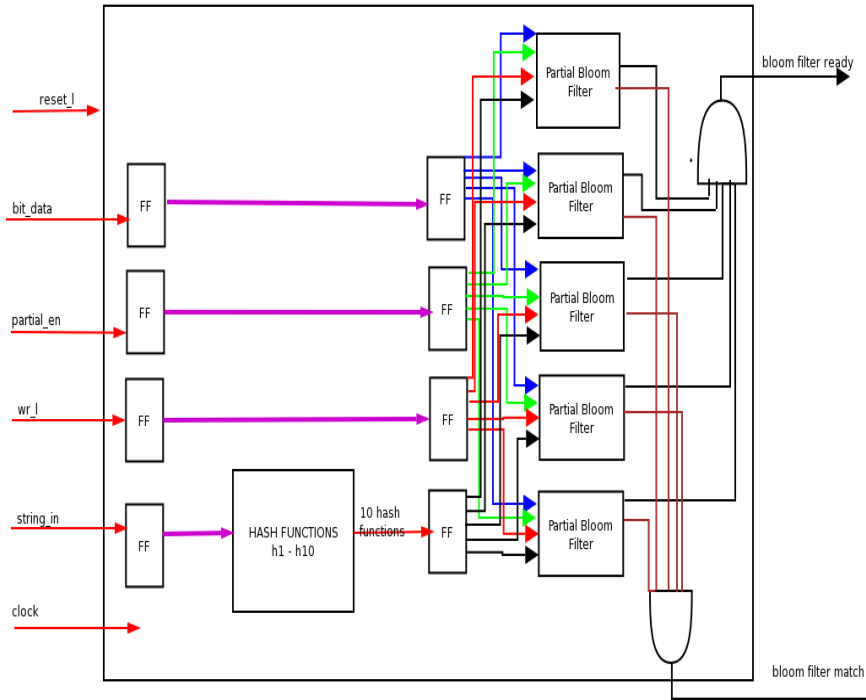 bloom filter ready
Partial Bloom
Filter
reset_l
bit_data
FF
FF
Partial Bloom
Filter
partial_en
FF
FF
Partial Bloom
Filter
wr_l
FF
FF
Partial Bloom
Filter
string_in
FF
HASH FUNCTIONS
h1 - h10
10 hash
functions
FF
Partial Bloom
Filter
clock
bloom filter match